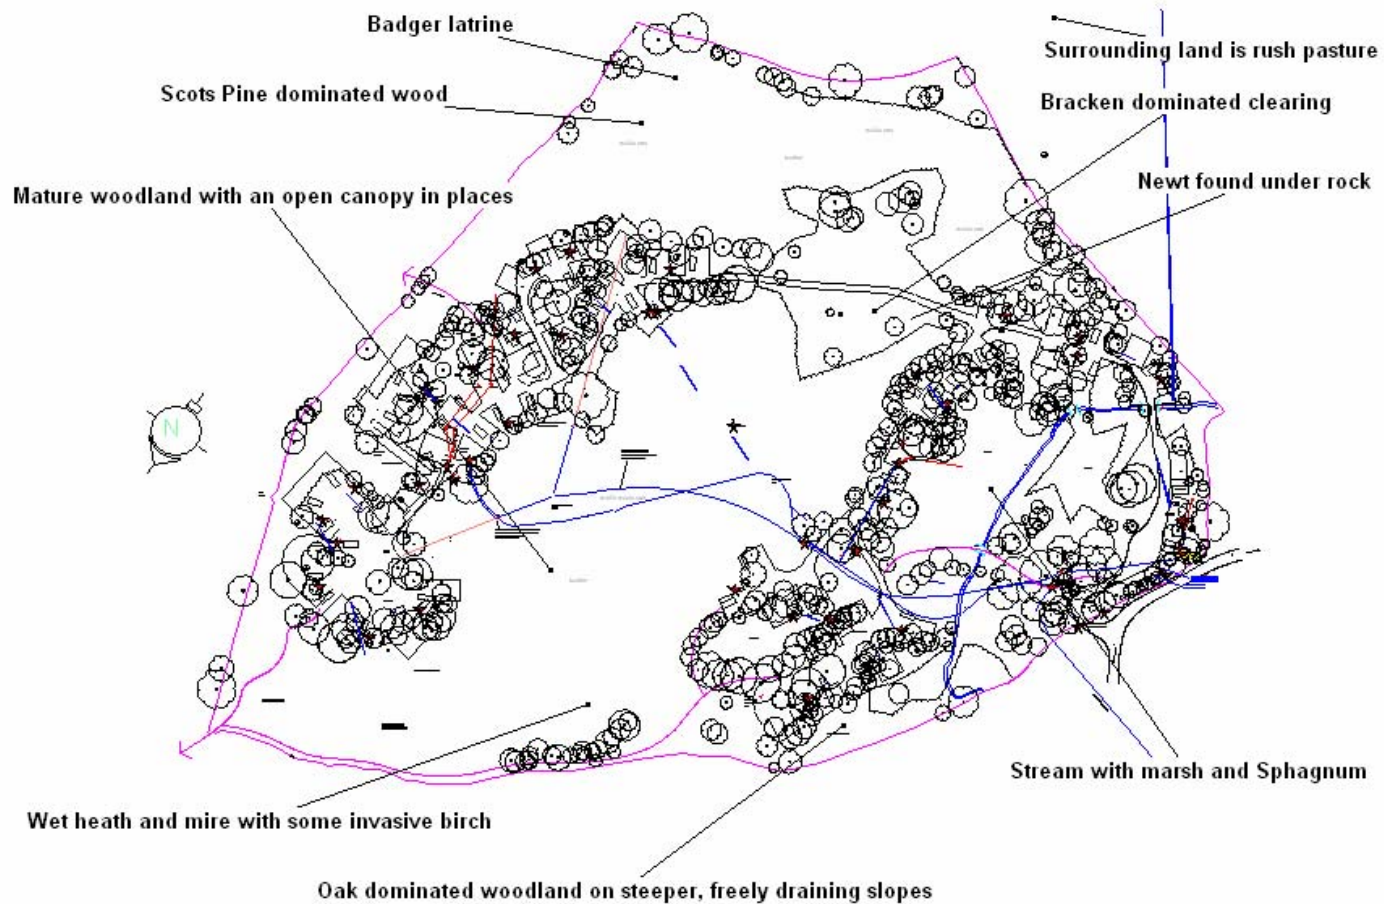 Badger latrine
Surrounding land is rush pasture
Scots Pine dominated wood
Bracken dominated clearing
Newt found under rock
Mature woodland with an open canopy in places
N
Stream with marsh and Sphagnum
Wet heath and mire with some invasive birch
Oak dominated woodland on steeper, freely draining slopes